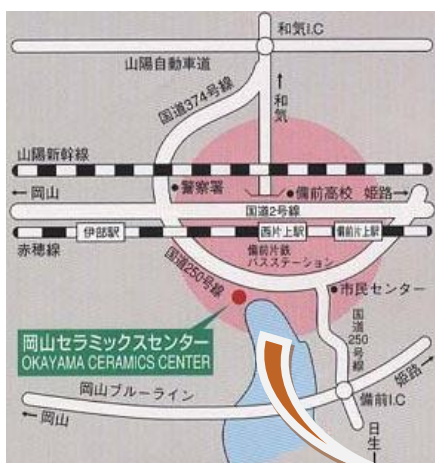 和気I.C
山陽自動車道
国道374号線
↑和気
山陽新幹線
警察署
備前高校
姫路→
←岡山
国道2号線
伊部駅
西片上駅
備前片上駅
赤穂線
備前片鉄
バスステーション
国道250号線
市民センター
岡山セラミックスセンター
OKAYAMA CERAMICS CENTER
国道250号線
岡山ブルーライン
姫路→
備前I.C
←岡山
日生↓